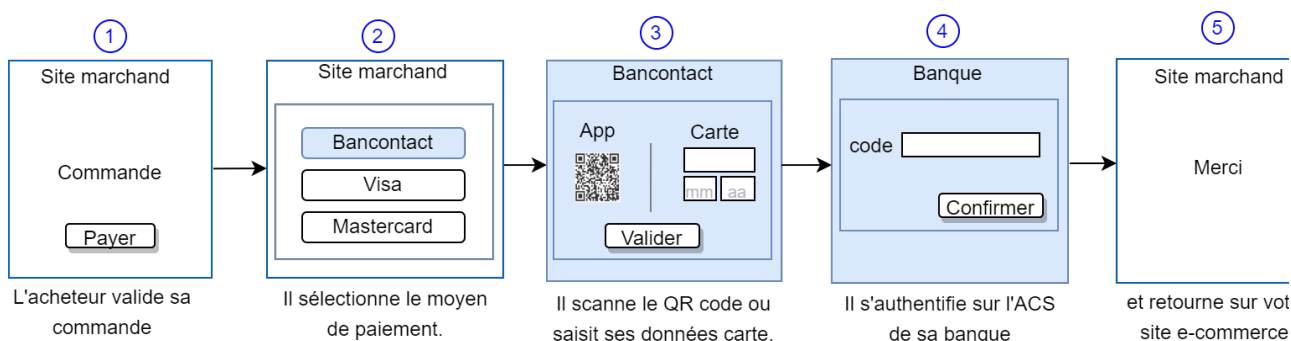 1
Site marchand
Commande
Payer
L'acheteur valide sa
commande
2
Site marchand
Bancontact
Visa
Mastercard
Il sélectionne le moyen
de paiement.
3
Bancontact
App
Carte
mm
aa
Valider
Il scanne le QR code ou
saisit ses données carte.
4
Banque
code
Confirmer
Il s'authentifie sur l'ACS
de sa banque
5
Site marchand
Merci
et retourne sur
site e-commerce